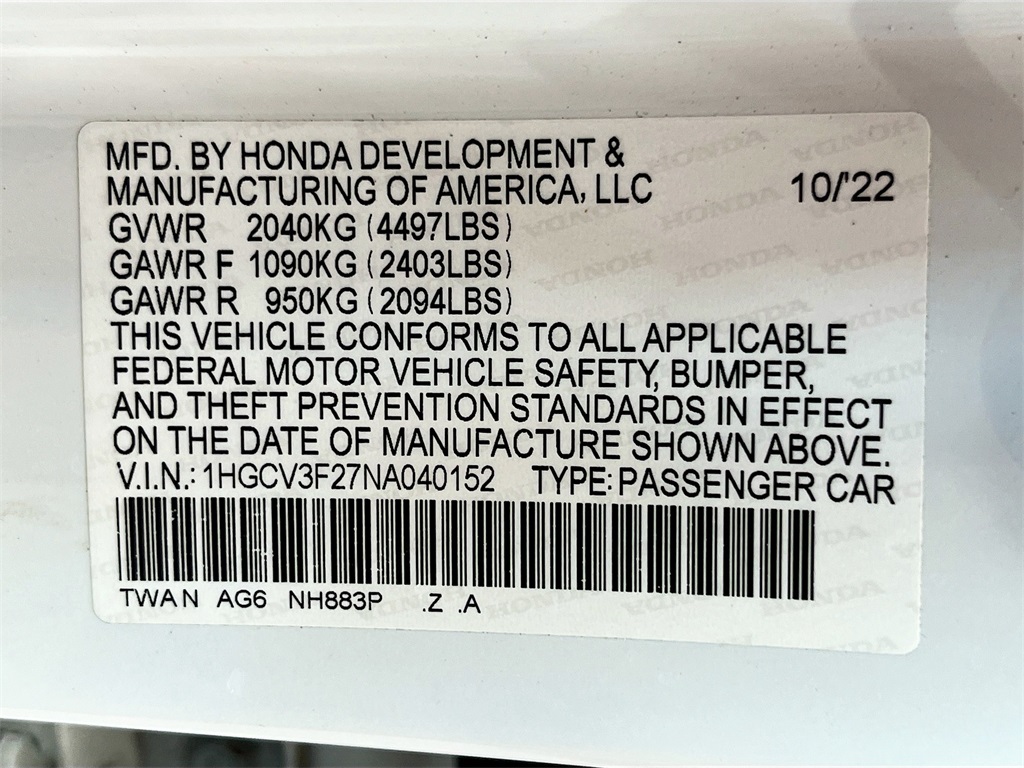 MFD. BY HONDA DEVELOPMENT &
MANUFACTURING OF AMERICA, LLC 10/'22
GVWR 2040KG (4497LBS)
GAWR F 1090KG (2403LBS)
GAWR R 950KG (2094LBS)
THIS VEHICLE CONFORMS TO ALL APPLICABLE
FEDERAL MOTOR VEHICLE SAFETY, BUMPER,
AND THEFT PREVENTION STANDARDS IN EFFECT
ON THE DATE OF MANUFACTURE SHOWN ABOVE.
V.I.N.: 1HGCV3F27NA040152 TYPE: PASSENGER CAR
TWAN AG6 NH883P .Z .A